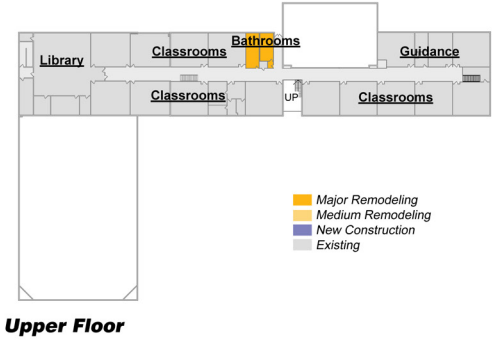 Bathrooms
Library
Classrooms
Guidance
Classrooms
UP
Classrooms
Major Remodeling
Medium Remodeling
New Construction
Existing
Upper Floor